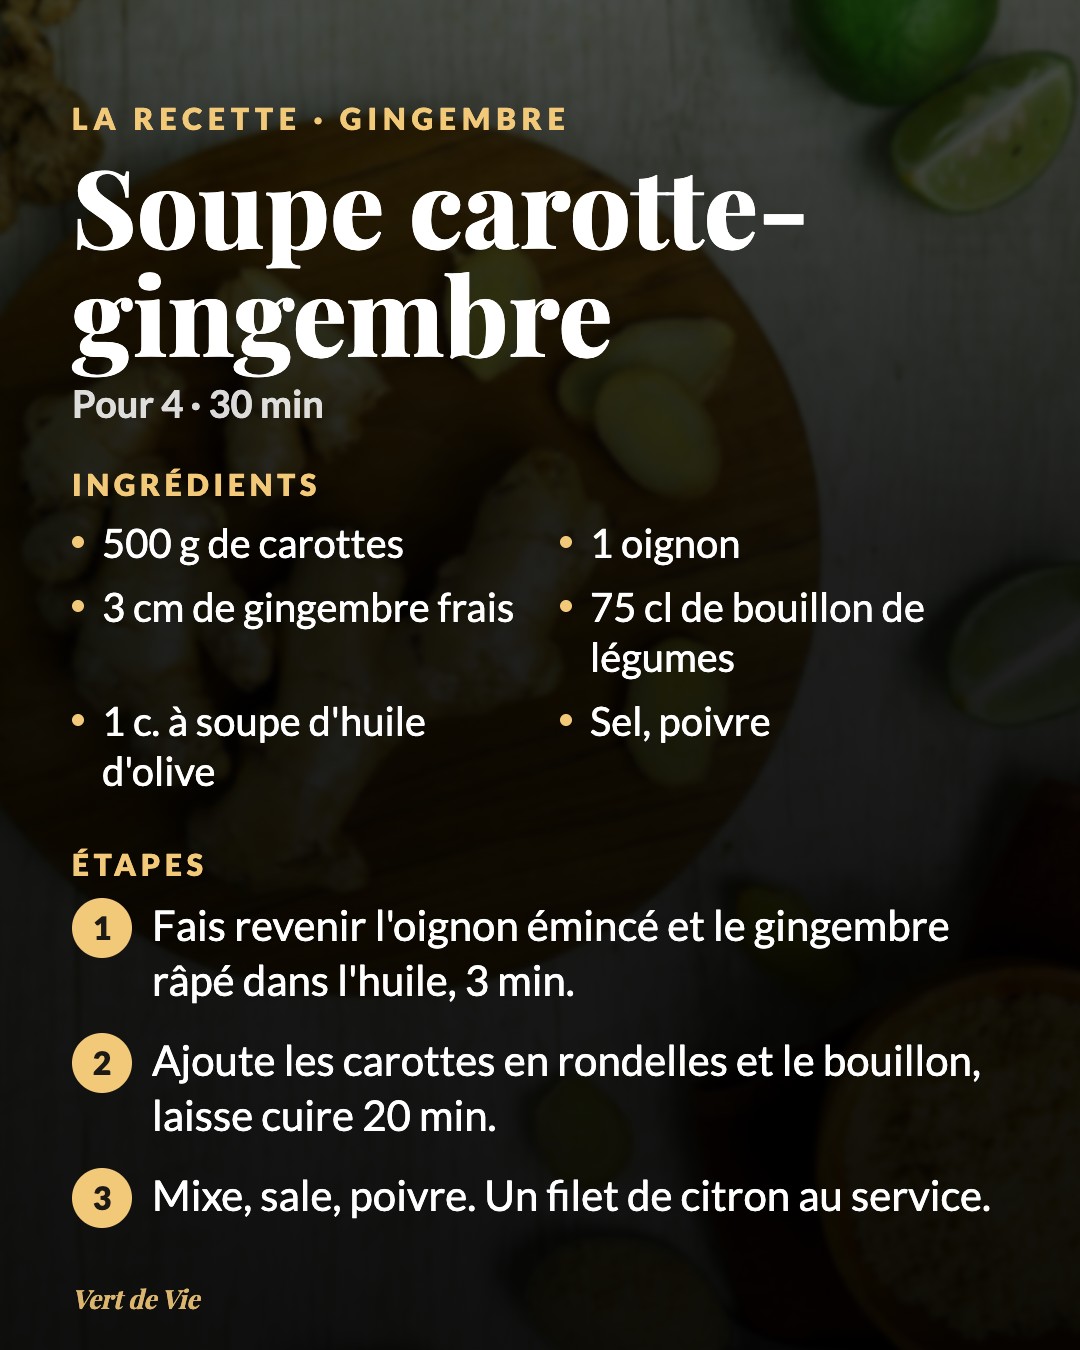 LA RECETTE · GINGEMBRE
Soupe carotte-
gingembre
Pour 4 · 30 min
INGRÉDIENTS
• 500 g de carottes
• 1 oignon
• 3 cm de gingembre frais
• 75 cl de bouillon de
légumes
• 1 c. à soupe d'huile
d'olive
• Sel, poivre
ÉTAPES
1 Fais revenir l'oignon émincé et le gingembre
râpé dans l'huile, 3 min.
2 Ajoute les carottes en rondelles et le bouillon,
laisse cuire 20 min.
3 Mixe, sale, poivre. Un filet de citron au service.
Vert de Vie